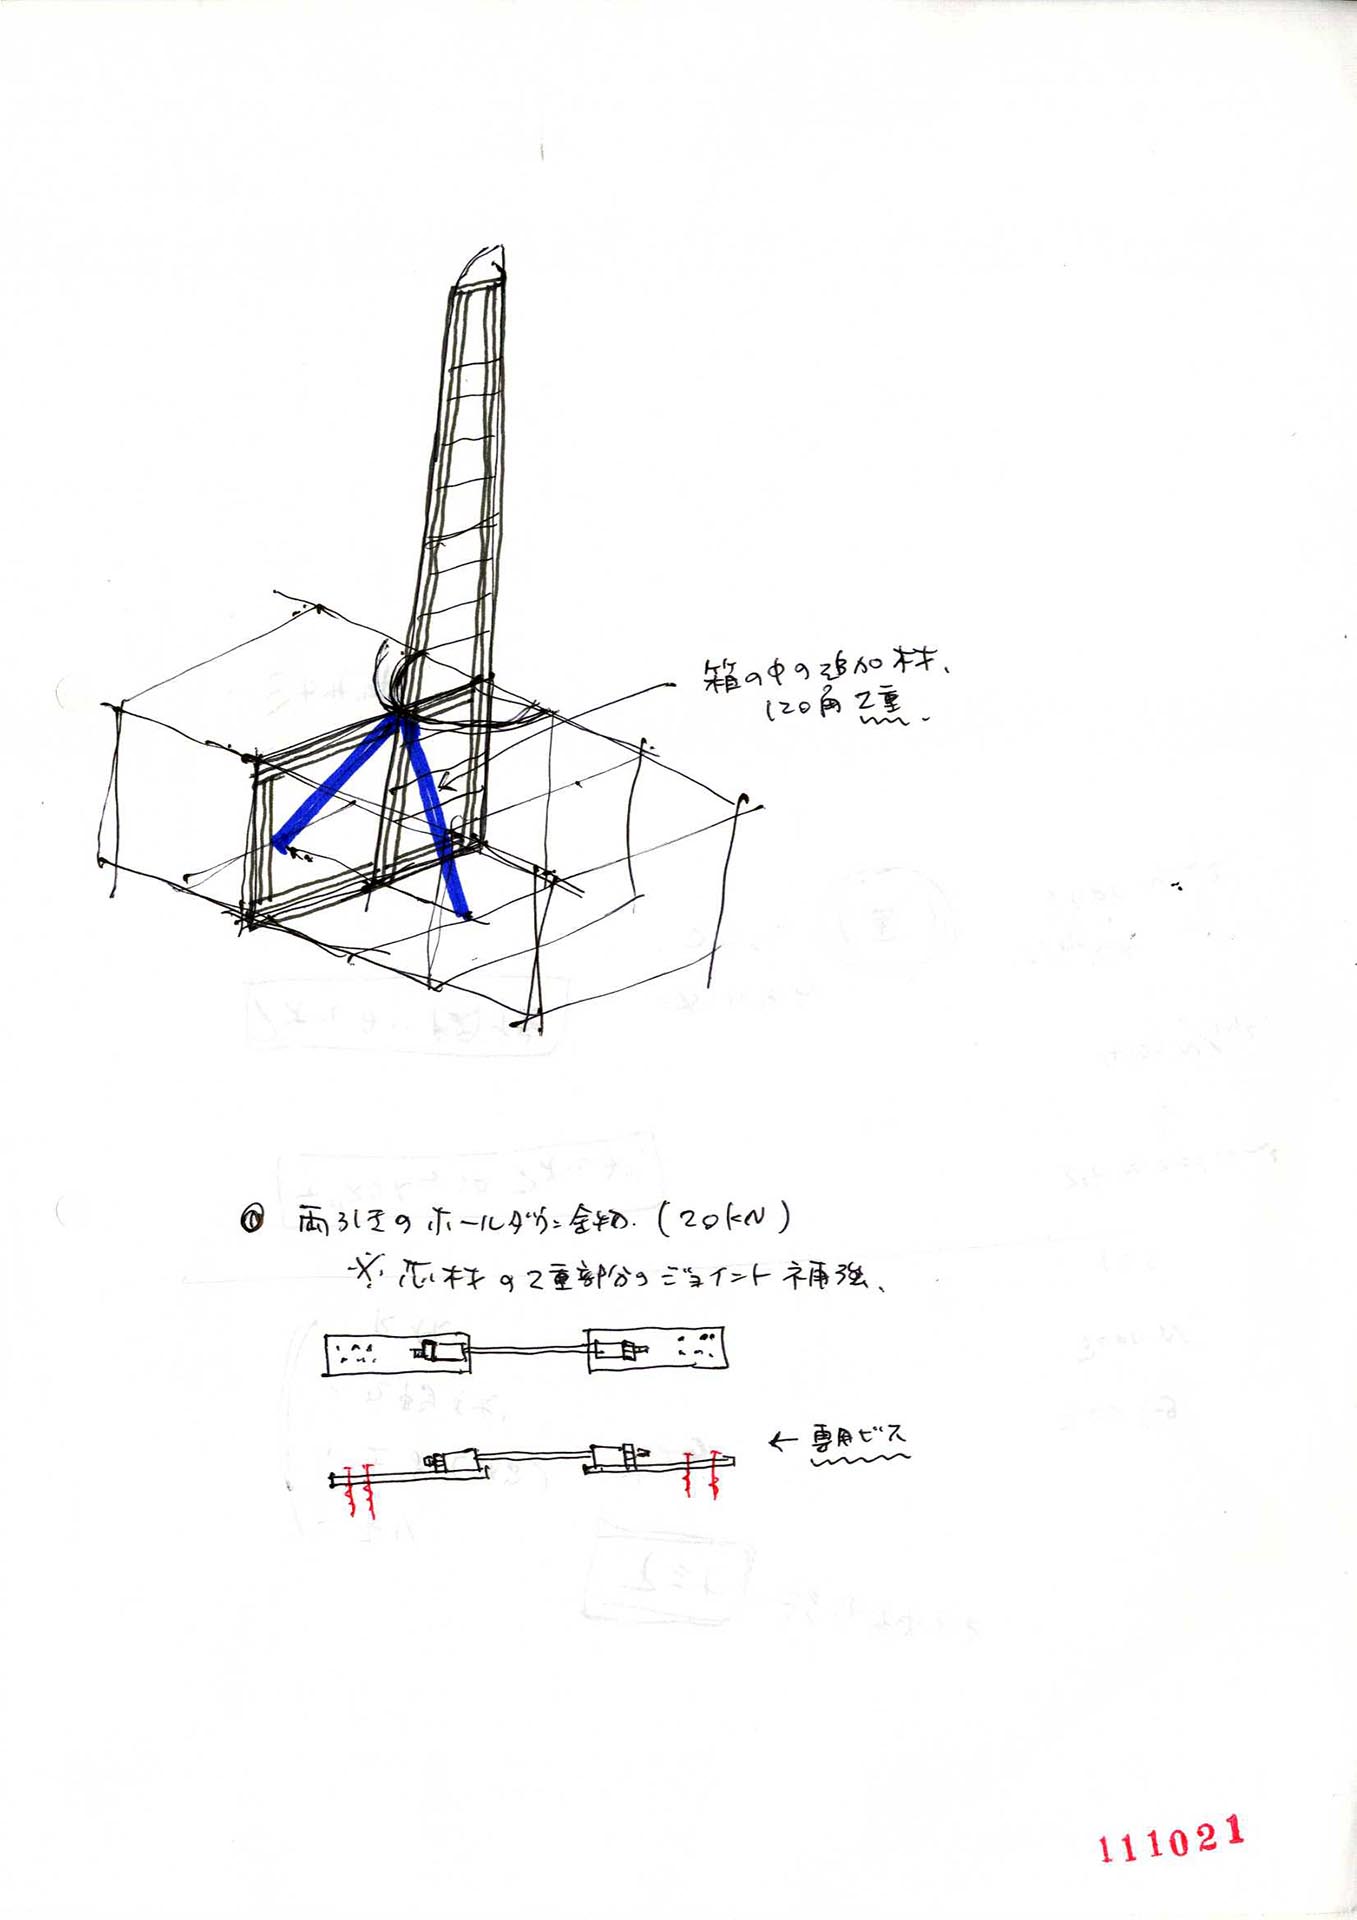 箱の中の追加材、
120角2重.
◎ 両引きのホールダウン金物.(20kN)
※ 芯材の2重部分のジョイント補強、
← 専用ビス
111021